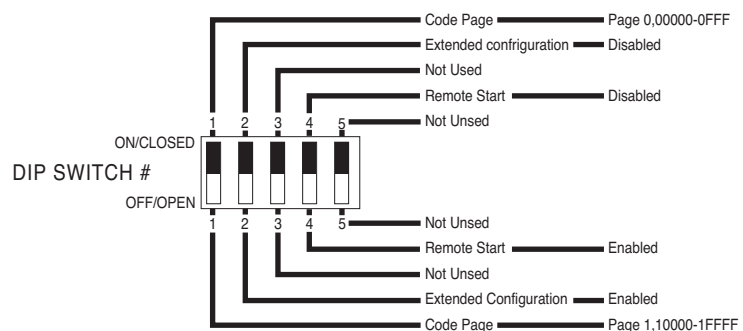 Code Page Page 0,00000-0FFF
Extended confriguration Disabled
Not Used
Remote Start Disabled
1 2 3 4 5 Not Unsed
ON/CLOSED
DIP SWITCH #
OFF/OPEN
1 2 3 4 5 Not Unsed
Remote Start Enabled
Not Unsed
Extended Configuration Enabled
Code Page Page 1,10000-1FFFF